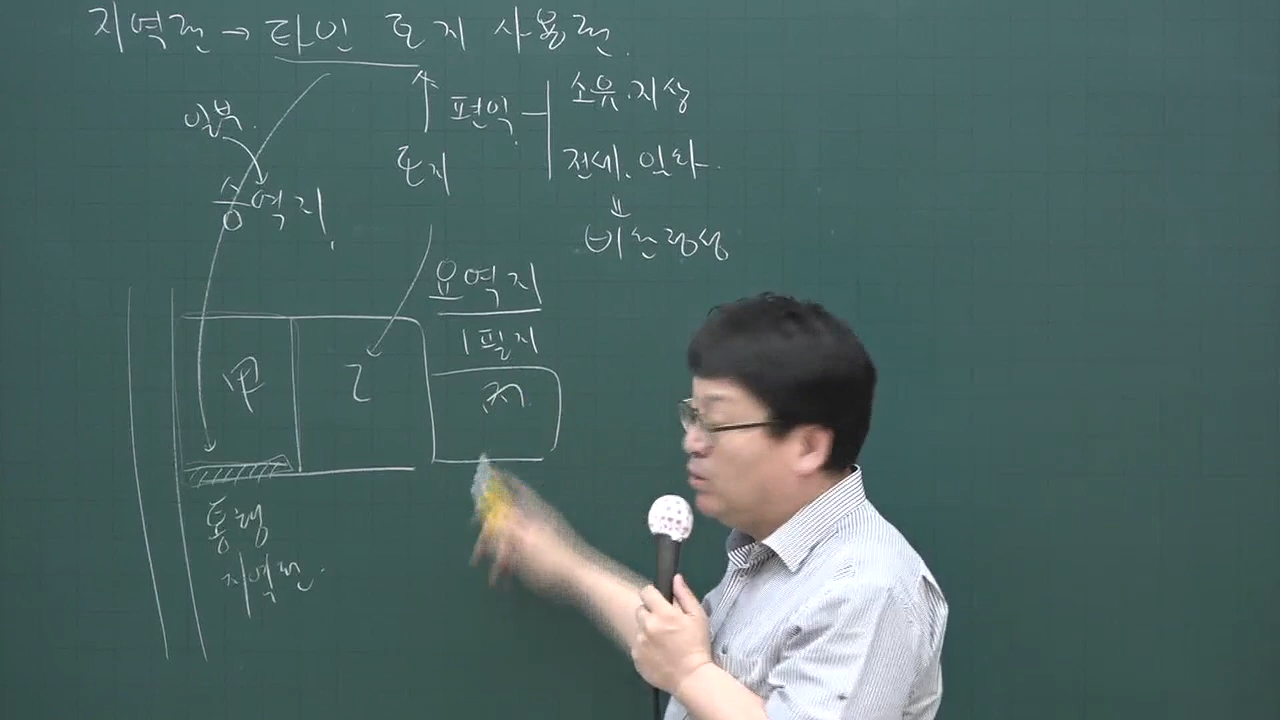 지역권 → 타인 토지 사용권.
소유.지상
편익
일부.
토지
전세.임차.
승역지
비한정성
요역지
1필지
甲
乙
丙
통행
지역권.